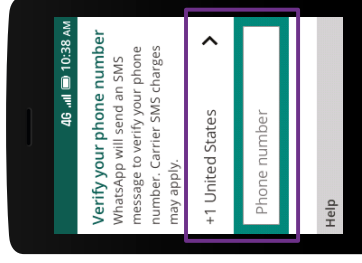 4G 10:38 AM
Verify your phone number
WhatsApp will send an SMS
message to verify your phone
number. Carrier SMS charges
may apply.
+1 United States
Phone number
Help